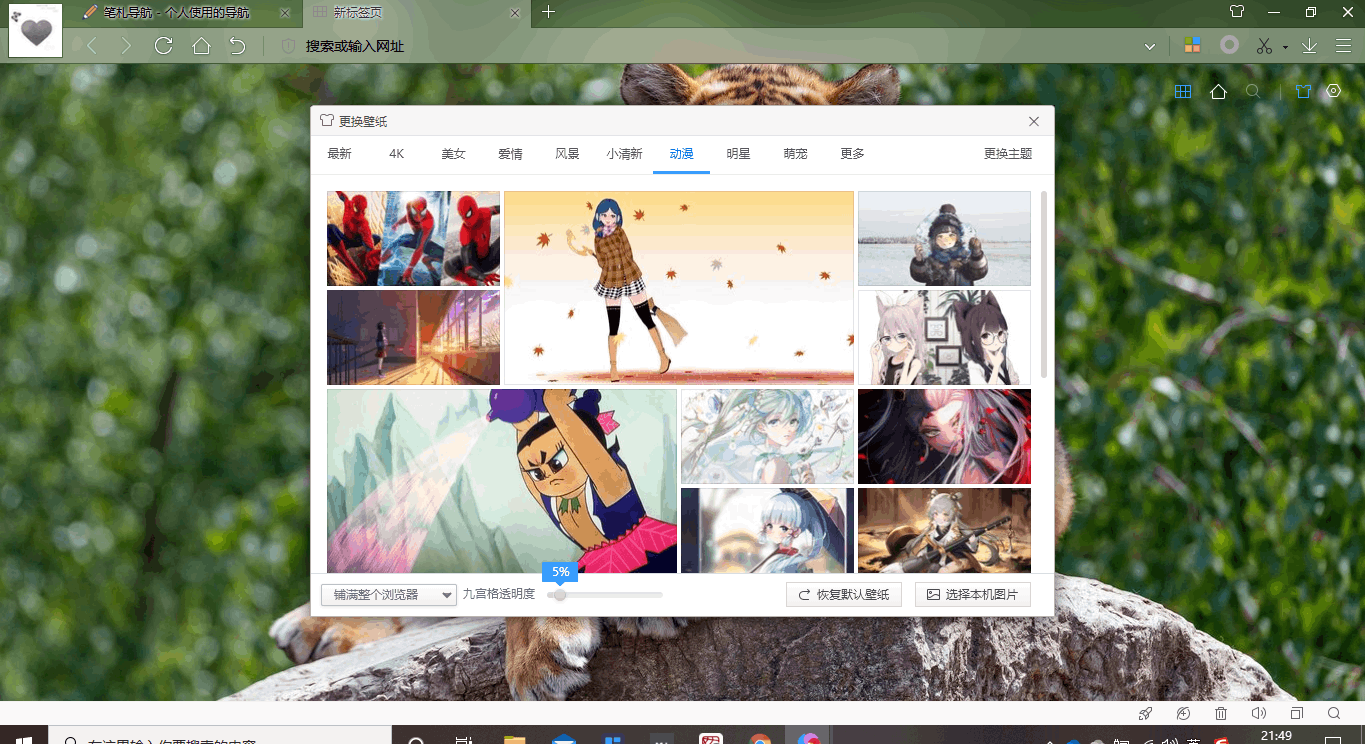 笔札导航 - 个人使用的导航
新标签页
搜索或输入网址
更换壁纸
最新 4K 美女 爱情 风景 小清新 动漫 明星 萌宠 更多 更换主题
5%
铺满整个浏览器 九宫格透明度 恢复默认壁纸 选择本机图片
在这里输入你要搜索的内容
英
21:49